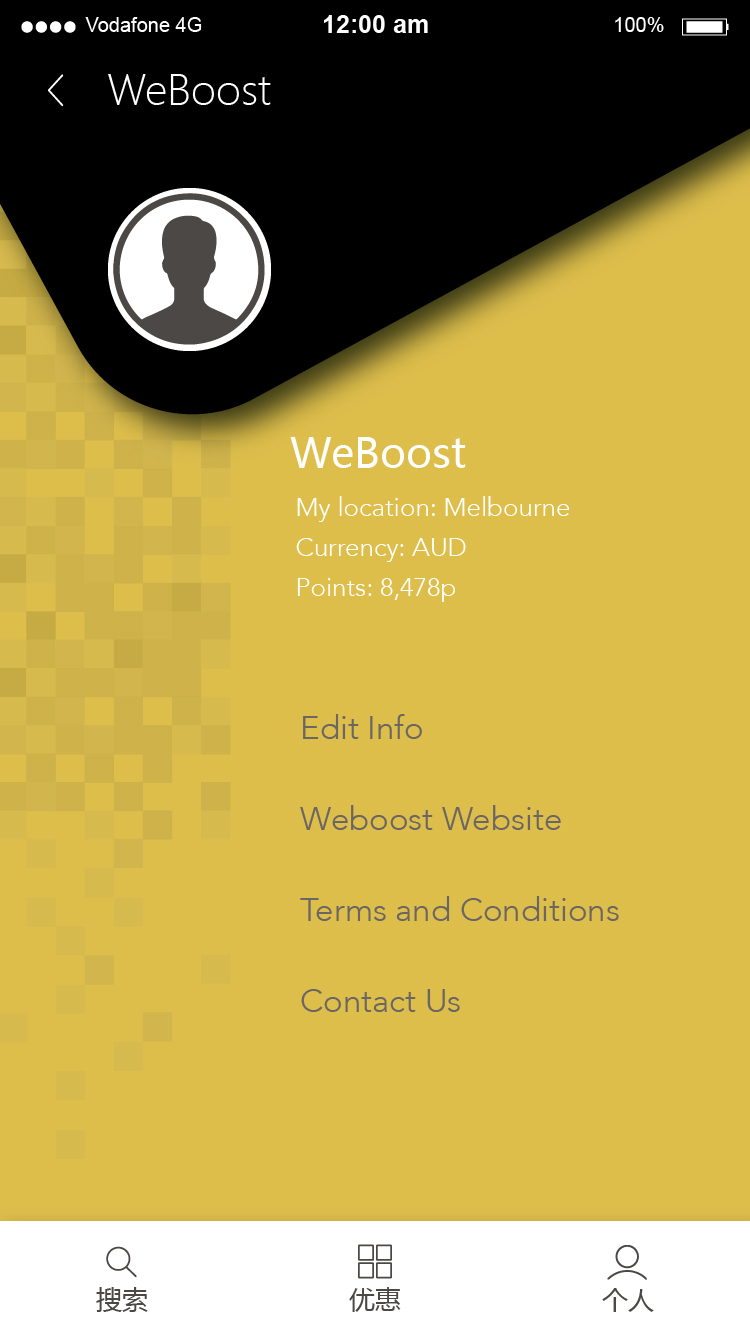 Vodafone 4G 12:00 am 100%
WeBoost
WeBoost
My location: Melbourne
Currency: AUD
Points: 8,478p
Edit Info
Weboost Website
Terms and Conditions
Contact Us
搜索 优惠 个人